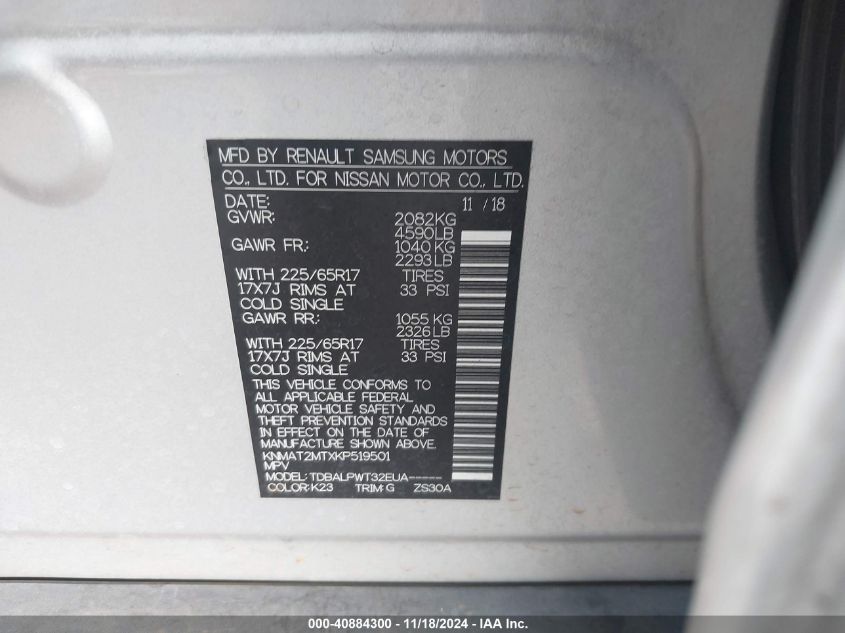 MFD BY RENAULT SAMSUNG MOTORS
CO., LTD. FOR NISSAN MOTOR CO., LTD.
DATE: 11 / 18
GVWR: 2082KG
4590LB
GAWR FR.: 1040 KG
2293LB
WITH 225/65R17 TIRES
17X7J RIMS AT 33 PSI
COLD SINGLE
GAWR RR.: 1055 KG
2326 LB
WITH 225/65R17 TIRES
17X7J RIMS AT 33 PSI
COLD SINGLE
THIS VEHICLE CONFORMS TO
ALL APPLICABLE FEDERAL
MOTOR VEHICLE SAFETY AND
THEFT PREVENTION STANDARDS
IN EFFECT ON THE DATE OF
MANUFACTURE SHOWN ABOVE.
KNMAT2MTXKP519501
MPV
MODEL: TDBALPWT32EUA-----
COLOR:K23 TRIM:G ZS30A
000-40884300 - 11/18/2024 - IAA Inc.